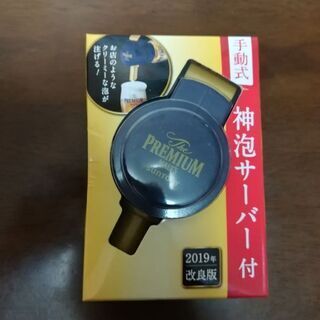 お店のような
クリーミーな泡が
注げる！
手動式
神泡サーバー付
The
PREMIUM
SUNTORY
2019年
改良版